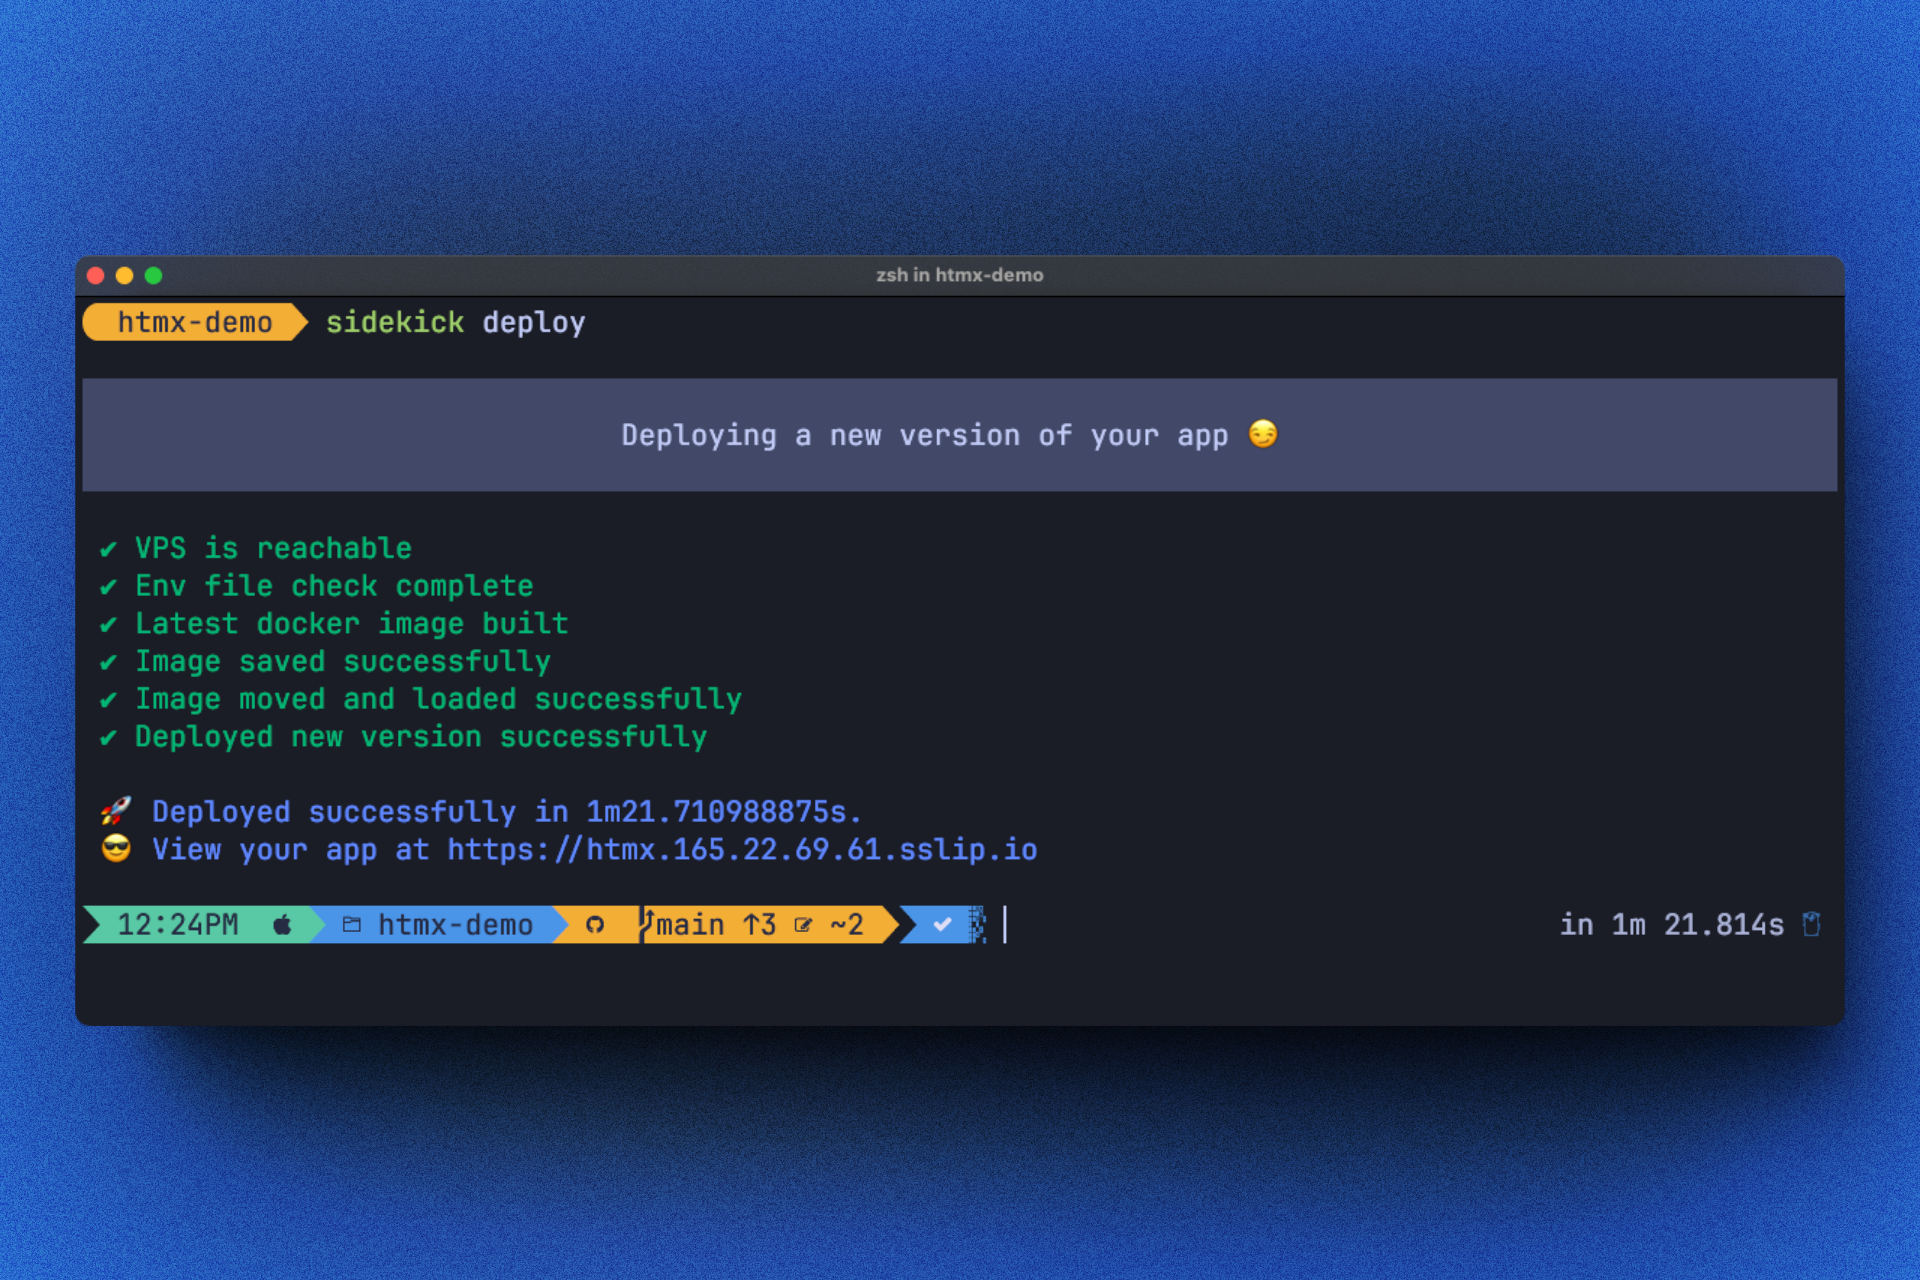 zsh in htmx-demo
htmx-demo sidekick deploy
Deploying a new version of your app 😏
✔ VPS is reachable
✔ Env file check complete
✔ Latest docker image built
✔ Image saved successfully
✔ Image moved and loaded successfully
✔ Deployed new version successfully
🚀 Deployed successfully in 1m21.710988875s.
😎 View your app at https://htmx.165.22.69.61.sslip.io
12:24PM htmx-demo main ↑3 ~2 ✔ in 1m 21.814s